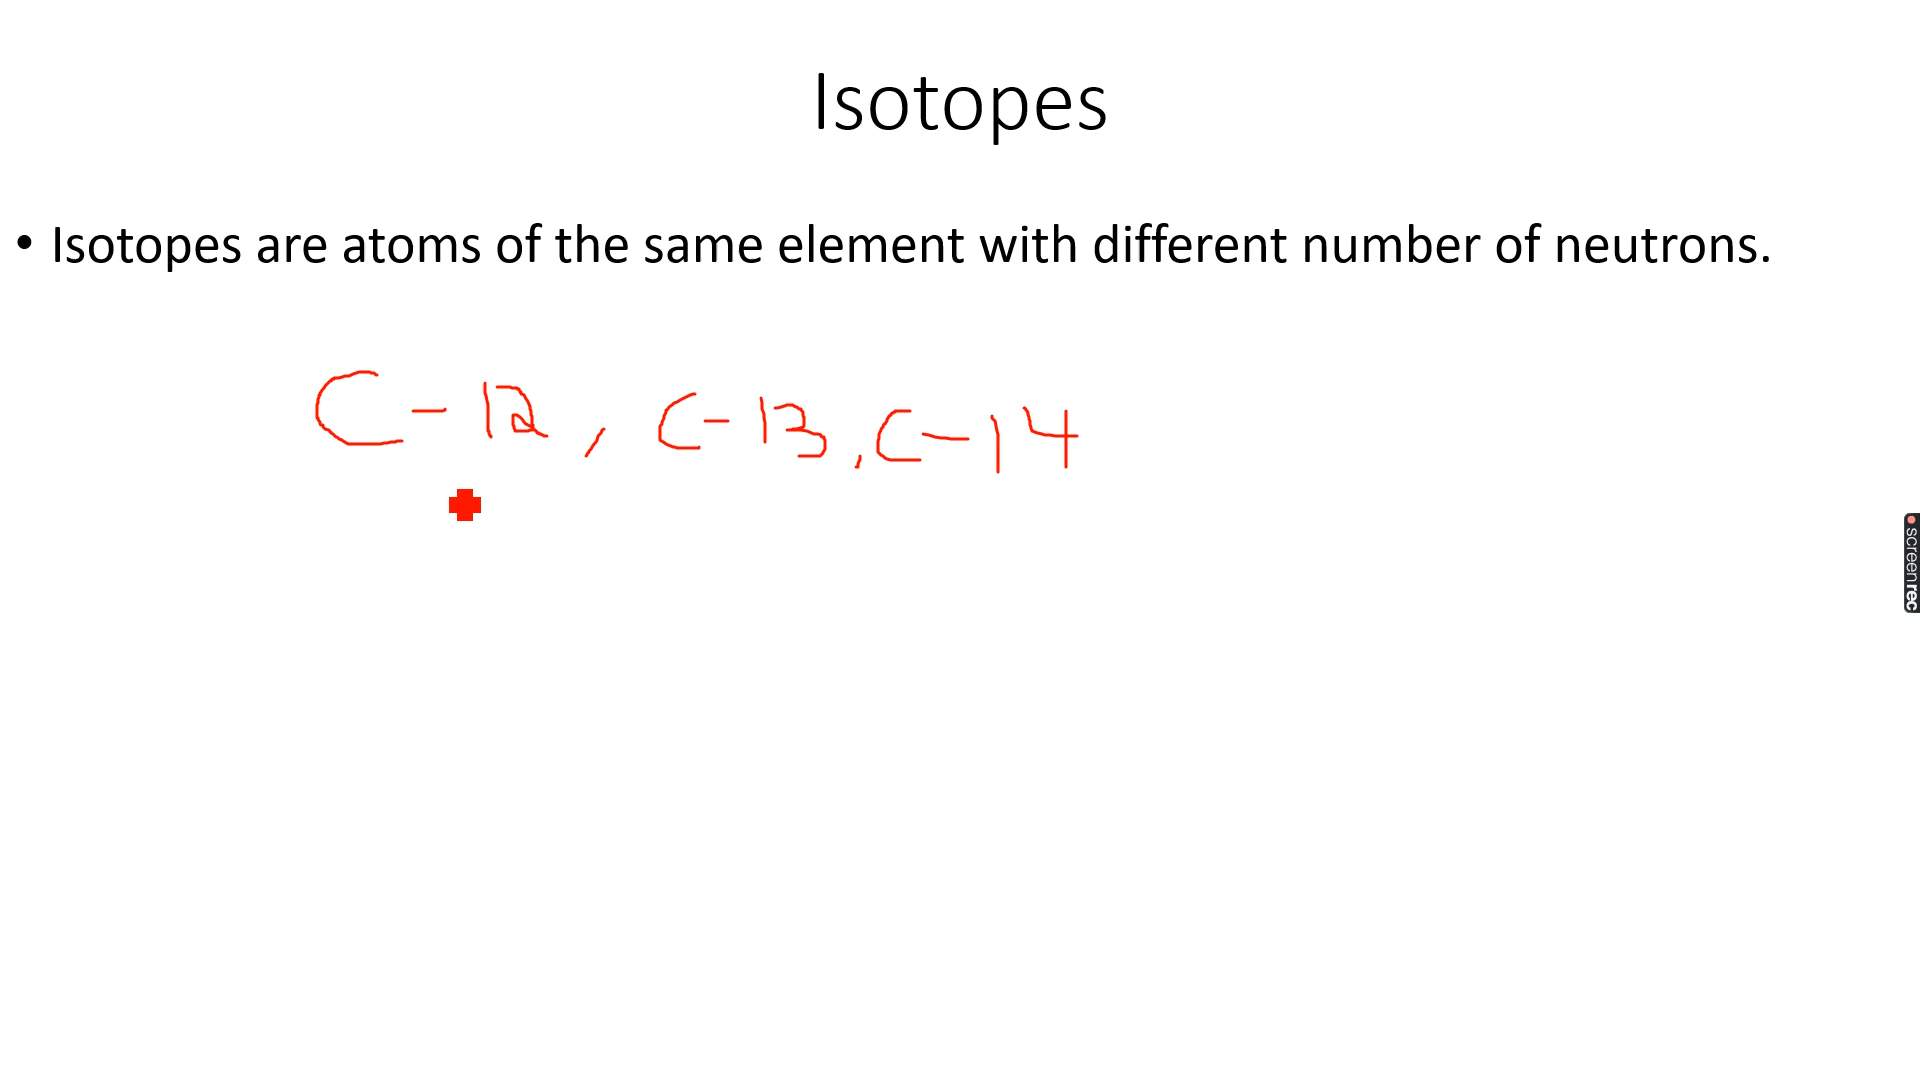 Isotopes
• Isotopes are atoms of the same element with different number of neutrons.
C-12, C-13, C-14
screenrec